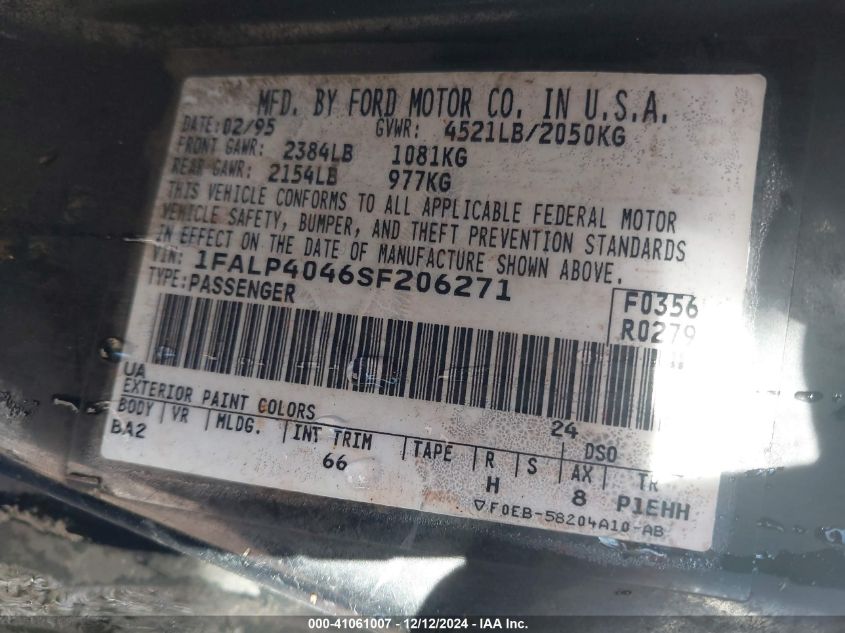 MFD. BY FORD MOTOR CO. IN U.S.A.
DATE: 02/95 GVWR: 4521LB/2050KG
FRONT GAWR: 2384LB 1081KG
REAR GAWR: 2154LB 977KG
THIS VEHICLE CONFORMS TO ALL APPLICABLE FEDERAL MOTOR
VEHICLE SAFETY, BUMPER, AND THEFT PREVENTION STANDARDS
IN EFFECT ON THE DATE OF MANUFACTURE SHOWN ABOVE.
VIN: 1FALP4046SF206271
TYPE: PASSENGER
F0356
R0279
UA
EXTERIOR PAINT COLORS 24 DSO
BODY VR MLDG. INT TRIM TAPE R S AX TR
BA2 66 H 8 P1EHH
▽F0EB-58204A10-AB
000-41061007 - 12/12/2024 - IAA Inc.